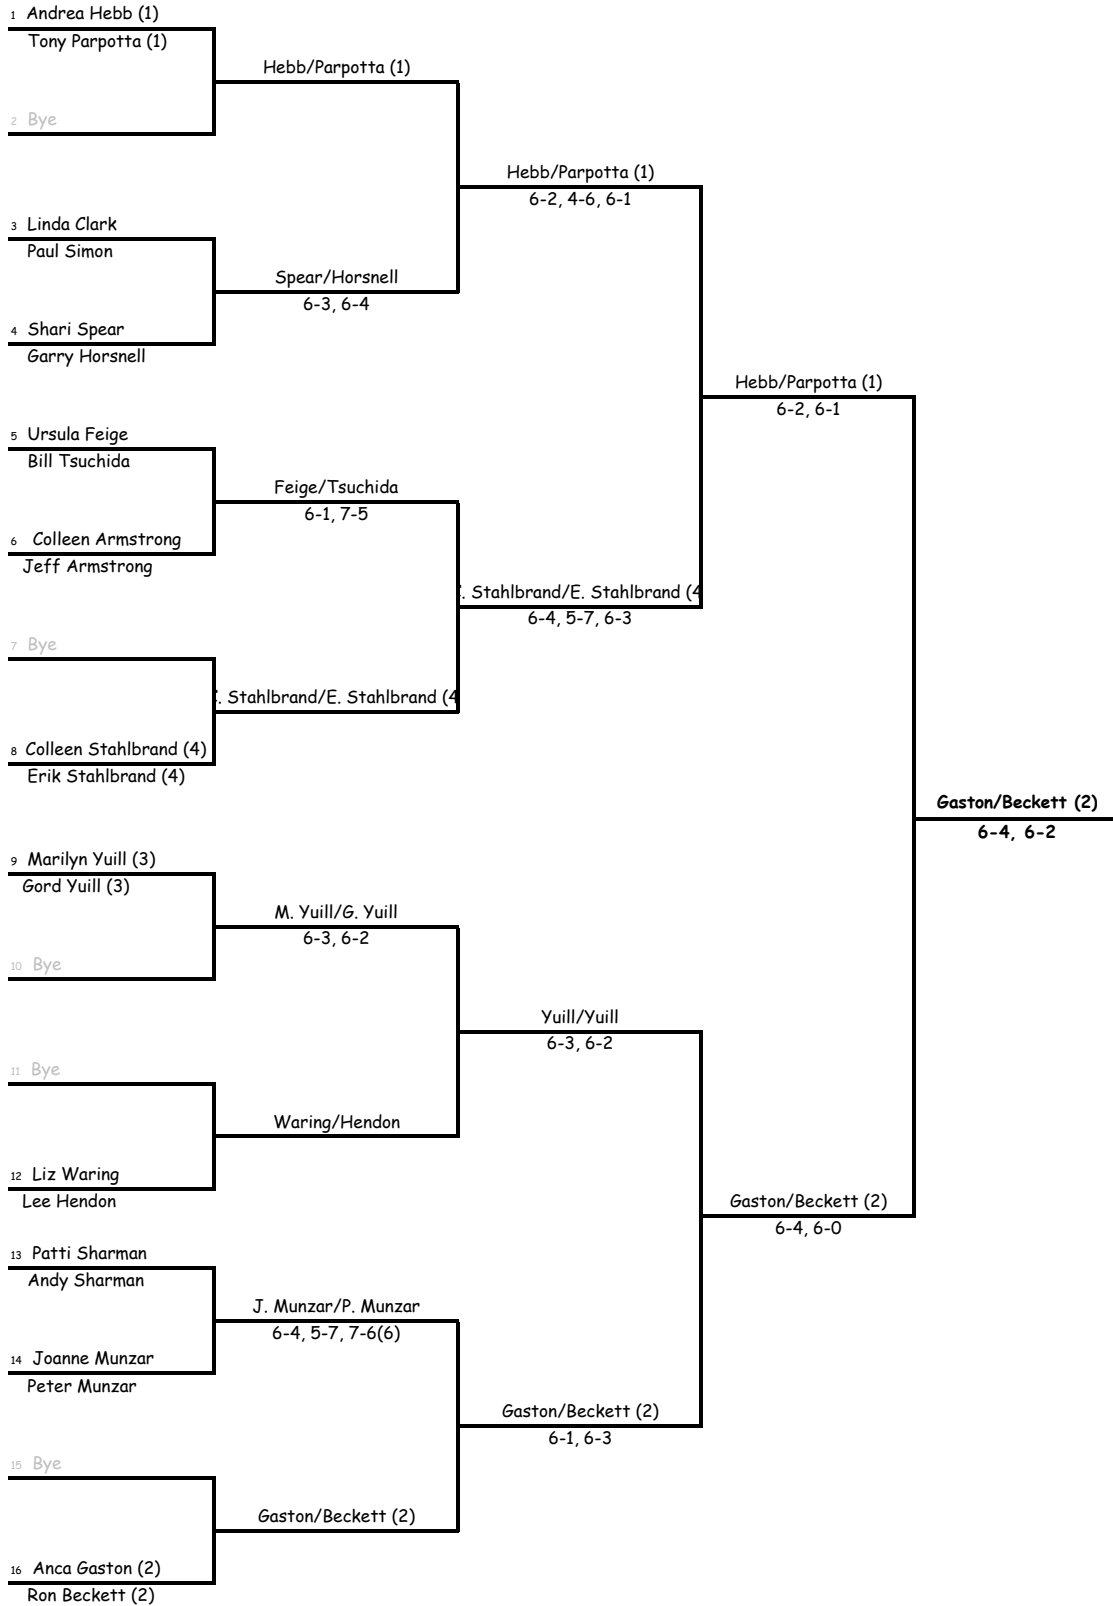 1 Andrea Hebb (1)
Tony Parpotta (1)
Hebb/Parpotta (1)
2 Bye
Hebb/Parpotta (1)
6-2, 4-6, 6-1
3 Linda Clark
Paul Simon
Spear/Horsnell
6-3, 6-4
4 Shari Spear
Garry Horsnell
Hebb/Parpotta (1)
6-2, 6-1
5 Ursula Feige
Bill Tsuchida
Feige/Tsuchida
6-1, 7-5
6 Colleen Armstrong
Jeff Armstrong
. Stahlbrand/E. Stahlbrand (4
6-4, 5-7, 6-3
7 Bye
. Stahlbrand/E. Stahlbrand (4
8 Colleen Stahlbrand (4)
Erik Stahlbrand (4)
Gaston/Beckett (2)
6-4, 6-2
9 Marilyn Yuill (3)
Gord Yuill (3)
M. Yuill/G. Yuill
6-3, 6-2
10 Bye
Yuill/Yuill
6-3, 6-2
11 Bye
Waring/Hendon
12 Liz Waring
Lee Hendon
Gaston/Beckett (2)
6-4, 6-0
13 Patti Sharman
Andy Sharman
J. Munzar/P. Munzar
6-4, 5-7, 7-6(6)
14 Joanne Munzar
Peter Munzar
Gaston/Beckett (2)
6-1, 6-3
15 Bye
Gaston/Beckett (2)
16 Anca Gaston (2)
Ron Beckett (2)